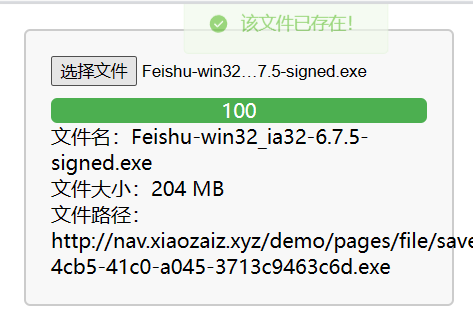 该文件已存在!
选择文件 Feishu-win32…7.5-signed.exe
100
文件名：Feishu-win32_ia32-6.7.5-
signed.exe
文件大小：204 MB
文件路径：
http://nav.xiaozaiz.xyz/demo/pages/file/save
4cb5-41c0-a045-3713c9463c6d.exe